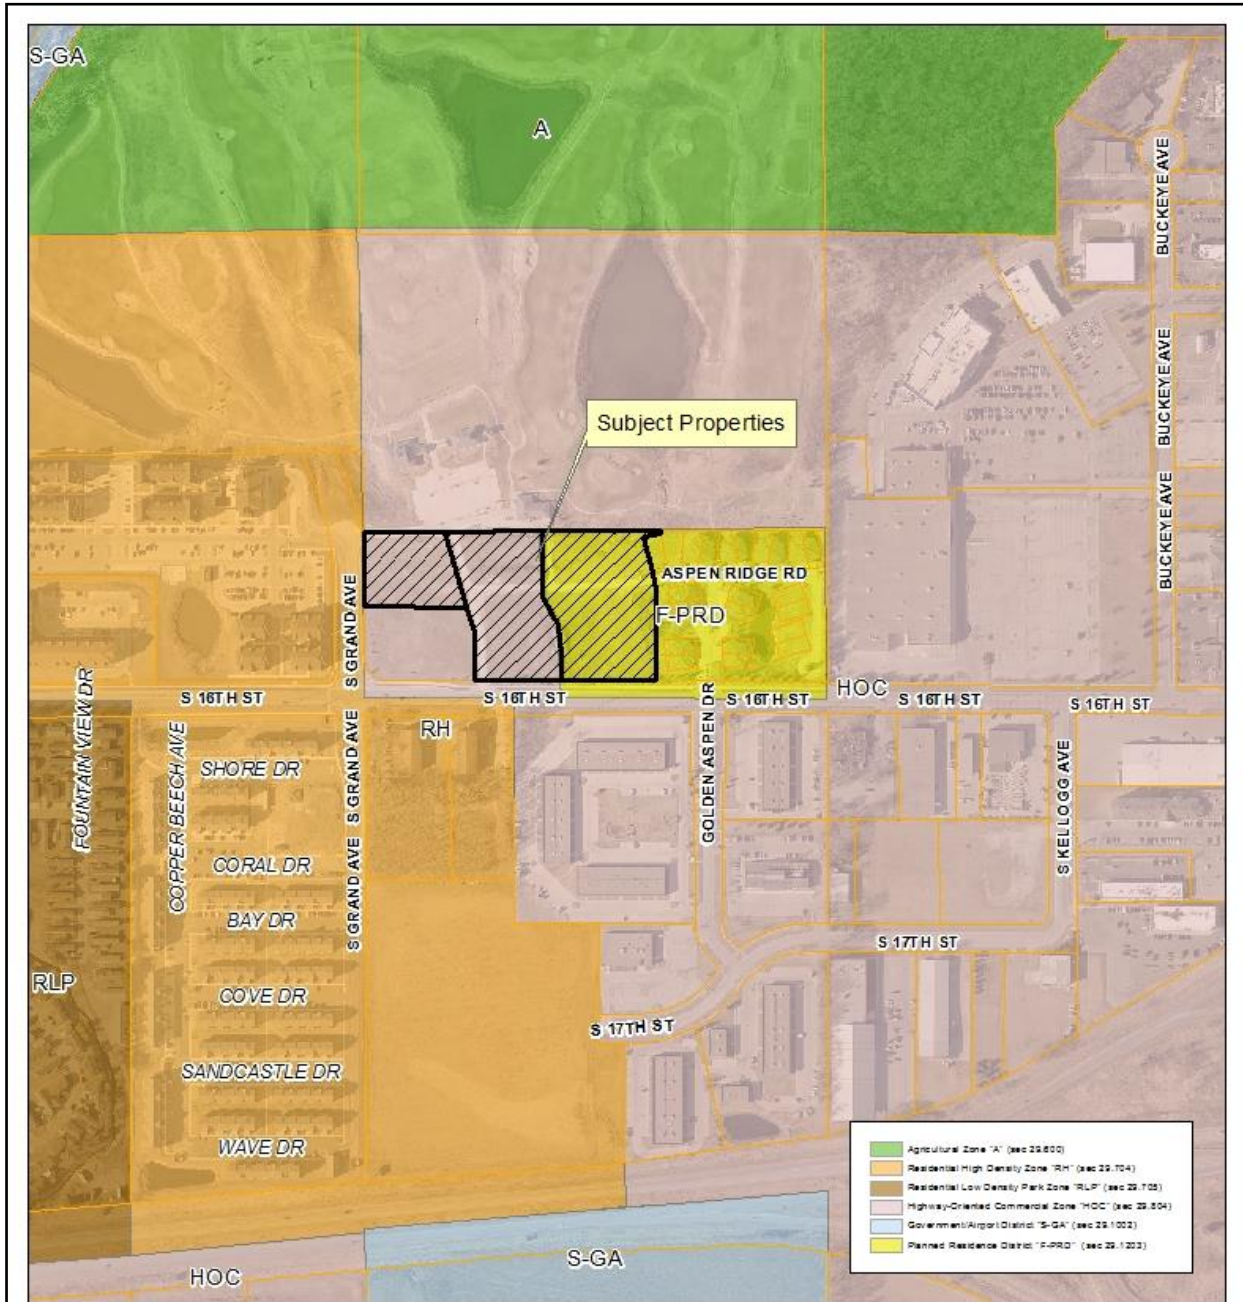 S-GA
A
BUCKEYE AVE
BUCKEYE AVE
Subject Properties
BUCKEYE AVE
ASPEN RIDGE RD
S GRAND AVE
F-PRD
FOUNTAIN VIEW DR
S 16TH ST
S 16TH ST
S 16TH ST
HOC
S 16TH ST
S 16TH ST
RH
COPPER BEECH AVE
S GRAND AVE
S GRAND AVE
GOLDEN ASPEN DR
S KELLOGG AVE
SHORE DR
CORAL DR
BAY DR
S GRAND AVE
S 17TH ST
RLP
COVE DR
S 17TH ST
SANDCASTLE DR
WAVE DR
Agricultural Zone "A" (sec 29.600)
Residential High Density Zone "RH" (sec 29.704)
Residential Low Density Park Zone "RLP" (sec 29.705)
Highway-Oriented Commercial Zone "HOC" (sec 29.804)
Government/Airport District "S-GA" (sec 29.1002)
Planned Residence District "F-PRD" (sec 29.1203)
S-GA
HOC